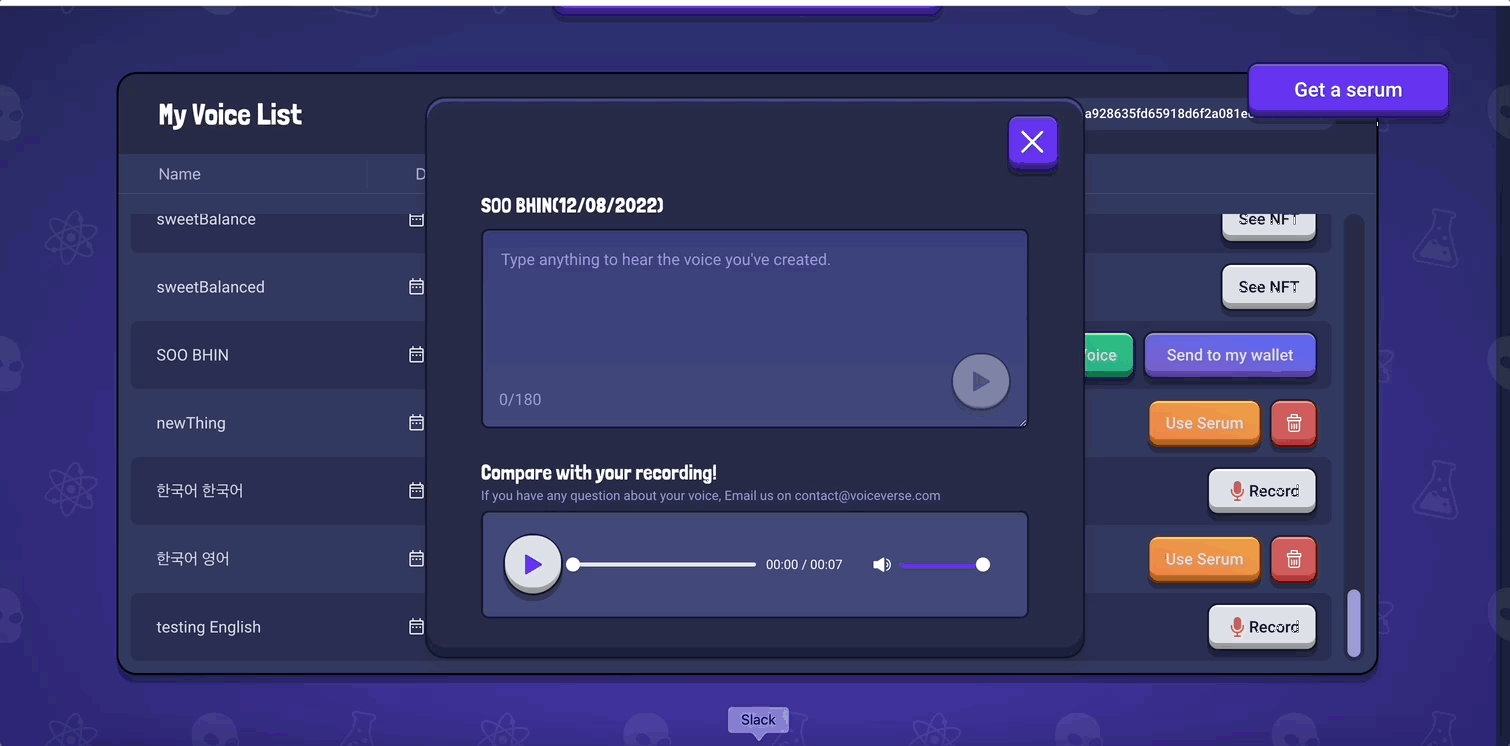 Get a serum
My Voice List
a928635fd65918d6f2a081e
Name
D
sweetBalance
See NFT
sweetBalanced
See NFT
SOO BHIN
oice
Send to my wallet
newThing
Use Serum
한국어 한국어
Record
한국어 영어
Use Serum
testing English
Record
SOO BHIN(12/08/2022)
Type anything to hear the voice you've created.
0/180
Compare with your recording!
If you have any question about your voice, Email us on contact@voiceverse.com
00:00 / 00:07
Slack